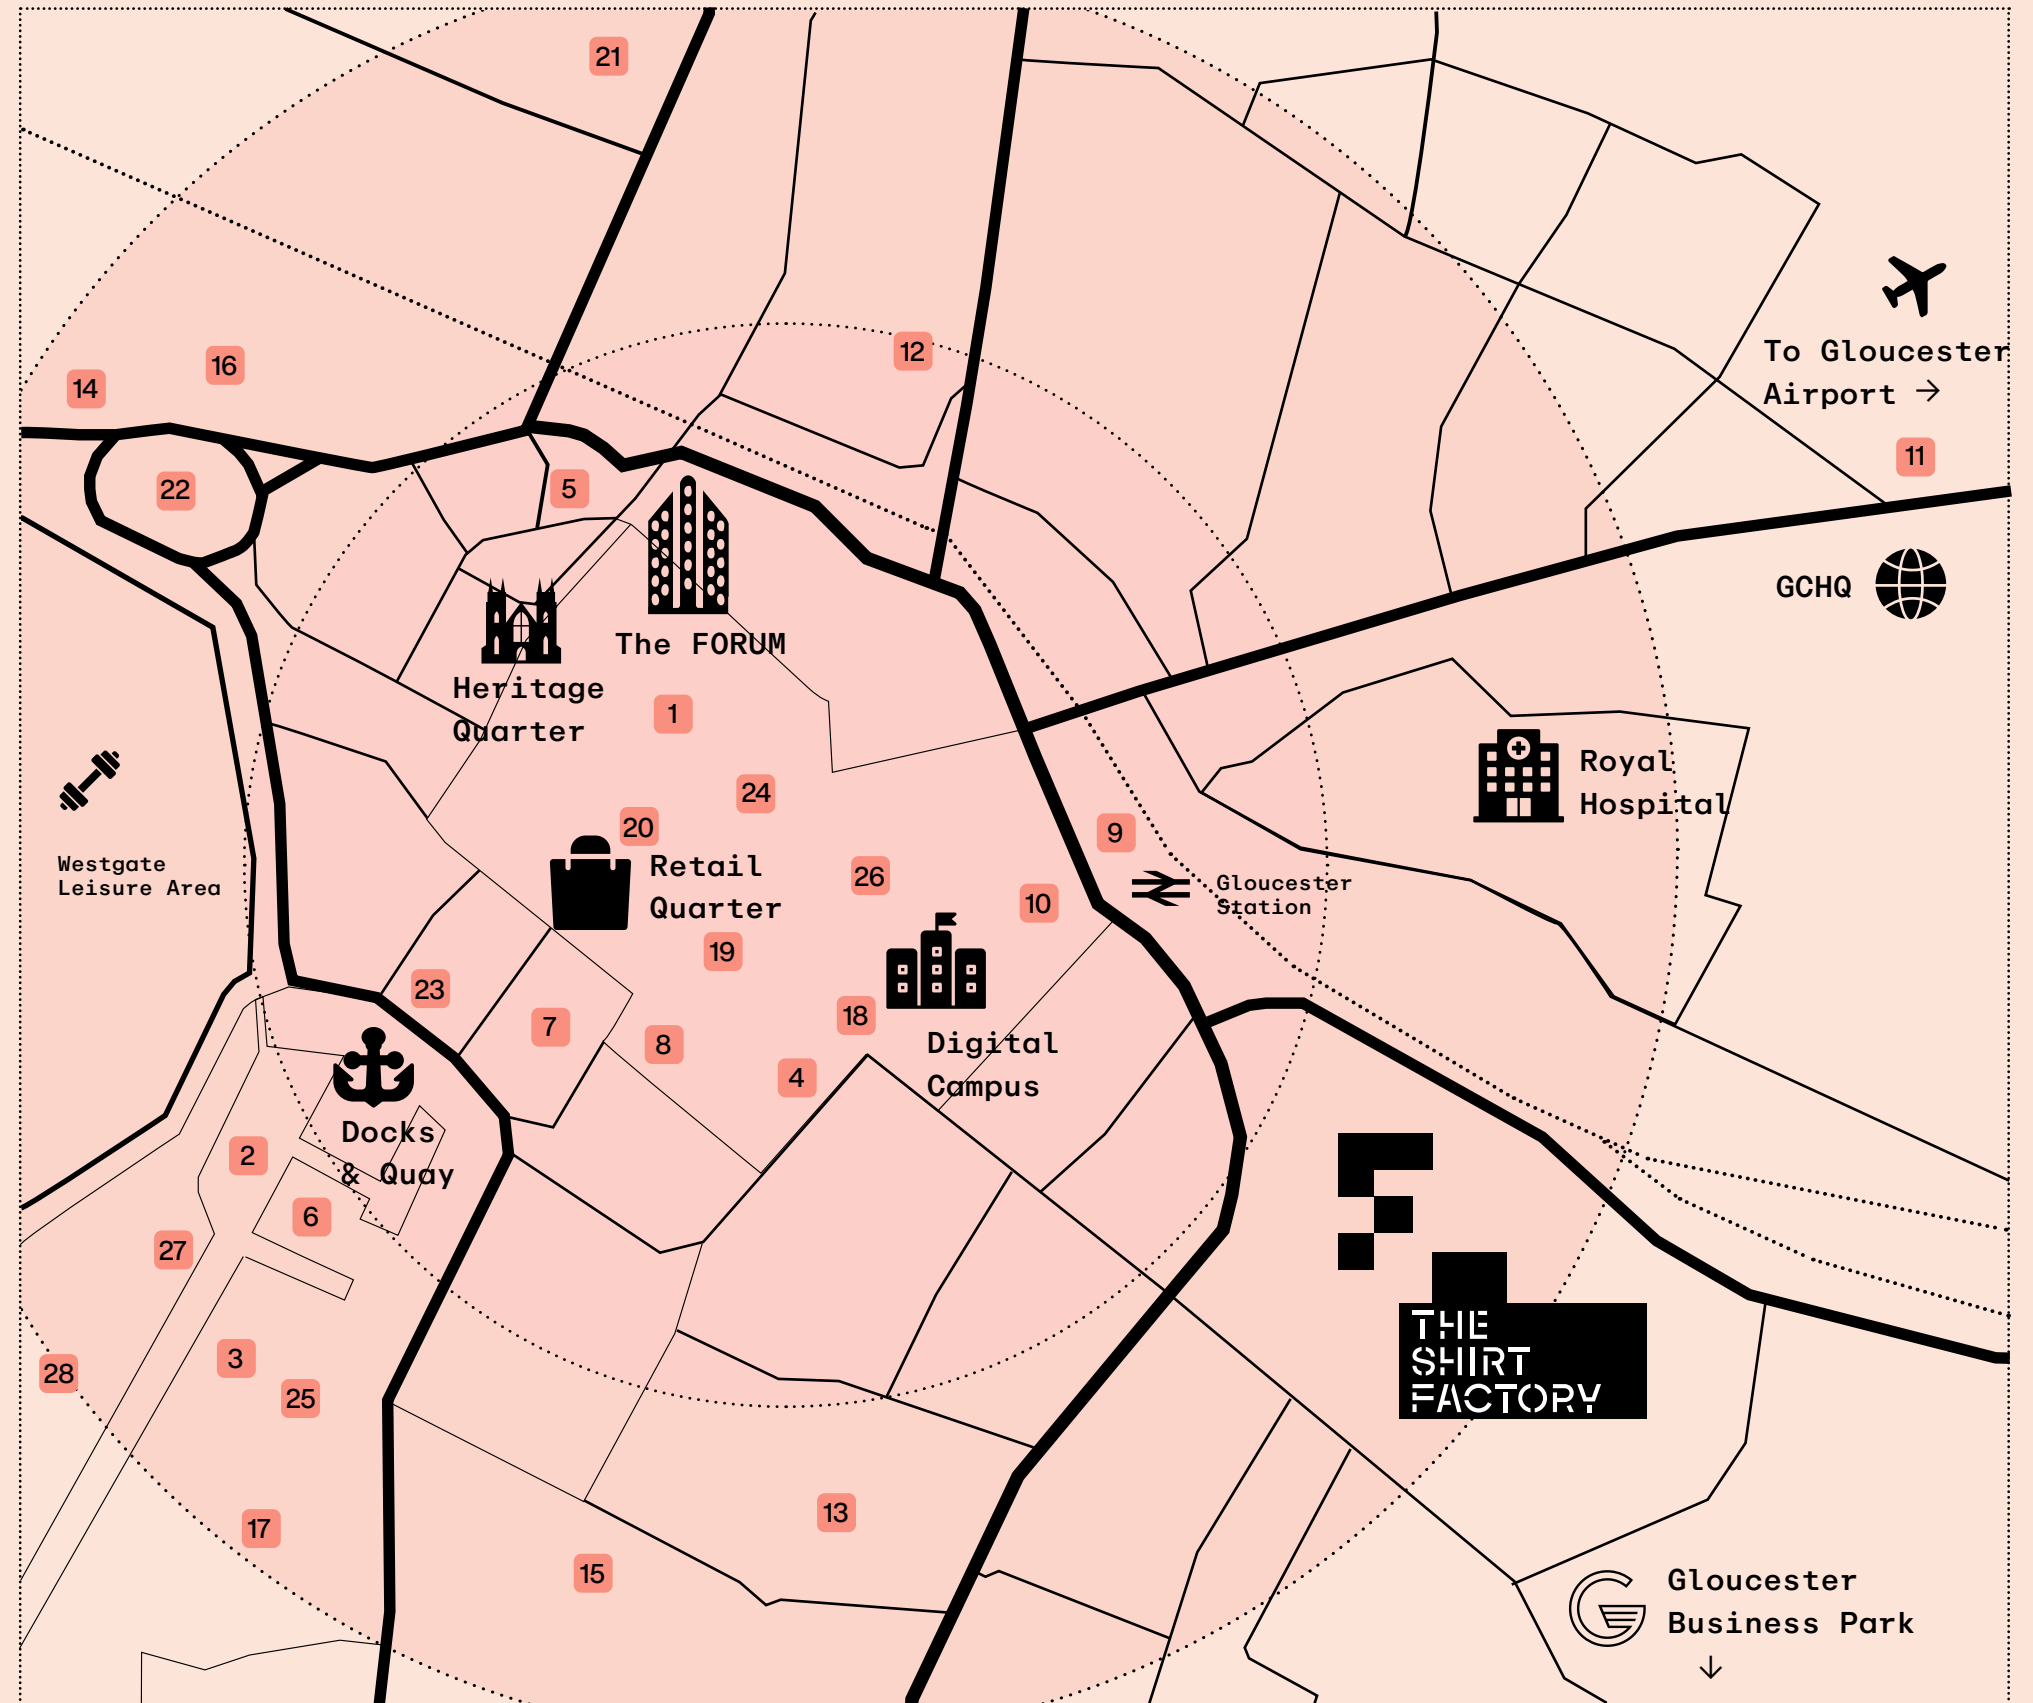 21
12
16
14
To Gloucester
Airport →
11
22
5
GCHQ
The FORUM
Heritage
Quarter
1
Royal
Hospital
24
20
9
Westgate
Leisure Area
Retail
Quarter
26
10
Gloucester
Station
19
23
7
8
18
4
Digital
Campus
Docks
& Quay
2
6
27
THE
SHIRT
FACTORY
3
28
25
17
13
15
Gloucester
Business Park
↓